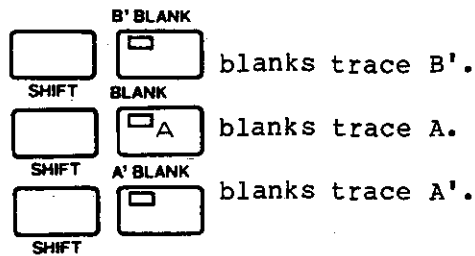 B' BLANK
blanks trace B'.
SHIFT BLANK
A blanks trace A.
SHIFT A' BLANK
blanks trace A'.
SHIFT